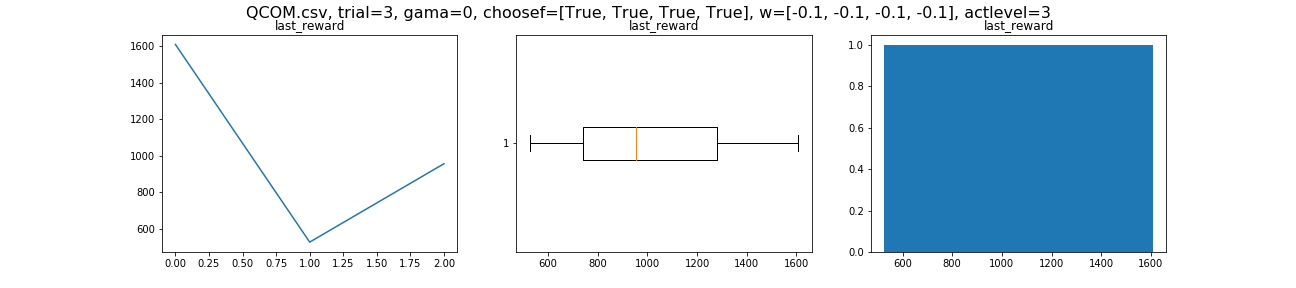 QCOM.csv, trial=3, gama=0, choosef=[True, True, True, True], w=[-0.1, -0.1, -0.1, -0.1], actlevel=3
last_reward
1600
1400
1200
1000
800
600
0.00 0.25 0.50 0.75 1.00 1.25 1.50 1.75 2.00
last_reward
1
600 800 1000 1200 1400 1600
last_reward
1.0
0.8
0.6
0.4
0.2
0.0
600 800 1000 1200 1400 1600